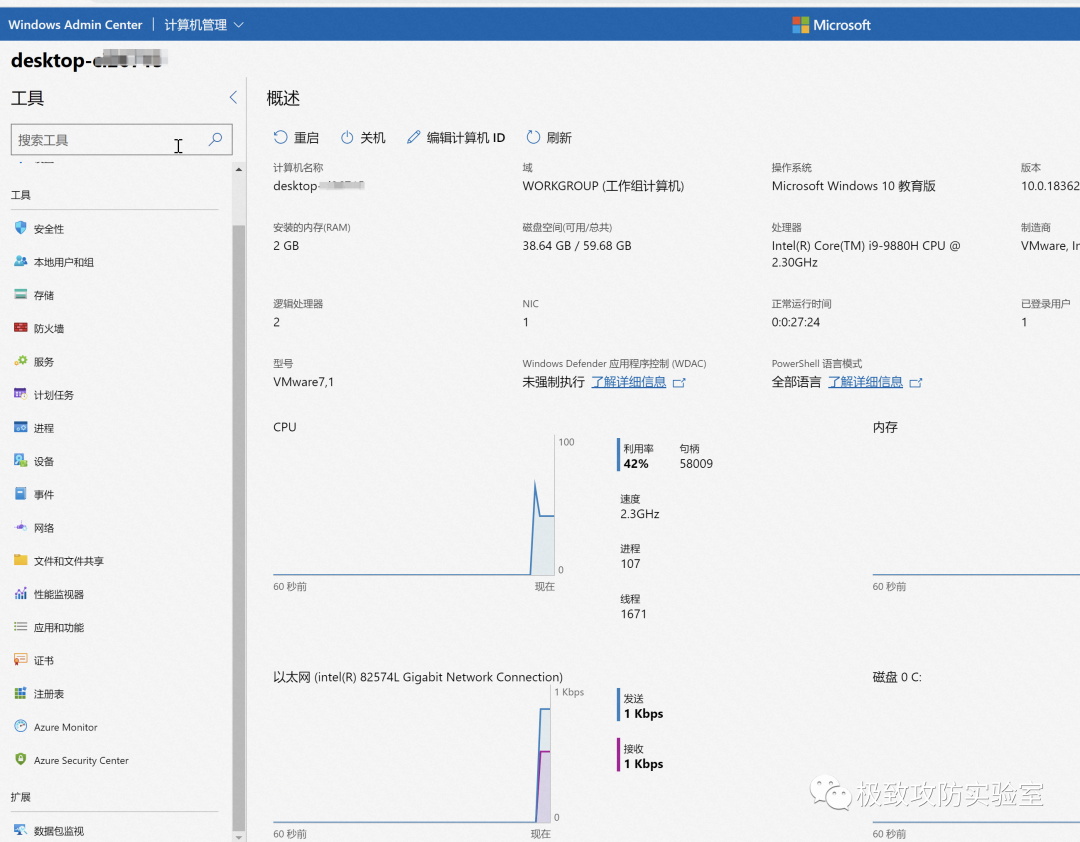 Windows Admin Center 计算机管理
Microsoft
desktop-
工具
搜索工具
工具
安全性
本地用户和组
存储
防火墙
服务
计划任务
进程
设备
事件
网络
文件和文件共享
性能监视器
应用和功能
证书
注册表
Azure Monitor
Azure Security Center
扩展
数据包监视
概述
重启 关机 编辑计算机 ID 刷新
计算机名称 域 操作系统 版本
desktop- WORKGROUP (工作组计算机) Microsoft Windows 10 教育版 10.0.18362
安装的内存(RAM) 磁盘空间(可用/总共) 处理器 制造商
2 GB 38.64 GB / 59.68 GB Intel(R) Core(TM) i9-9880H CPU @ VMware, In
2.30GHz
逻辑处理器 NIC 正常运行时间 已登录用户
2 1 0:0:27:24 1
型号 Windows Defender 应用程序控制 (WDAC) PowerShell 语言模式
VMware7,1 未强制执行 了解详细信息 全部语言 了解详细信息
CPU
100
0
60 秒前 现在
利用率 句柄
42% 58009
速度
2.3GHz
进程
107
线程
1671
内存
60 秒前
以太网 (intel(R) 82574L Gigabit Network Connection)
1 Kbps
0
60 秒前 现在
发送
1 Kbps
接收
1 Kbps
磁盘 0 C:
60 秒前
极致攻防实验室